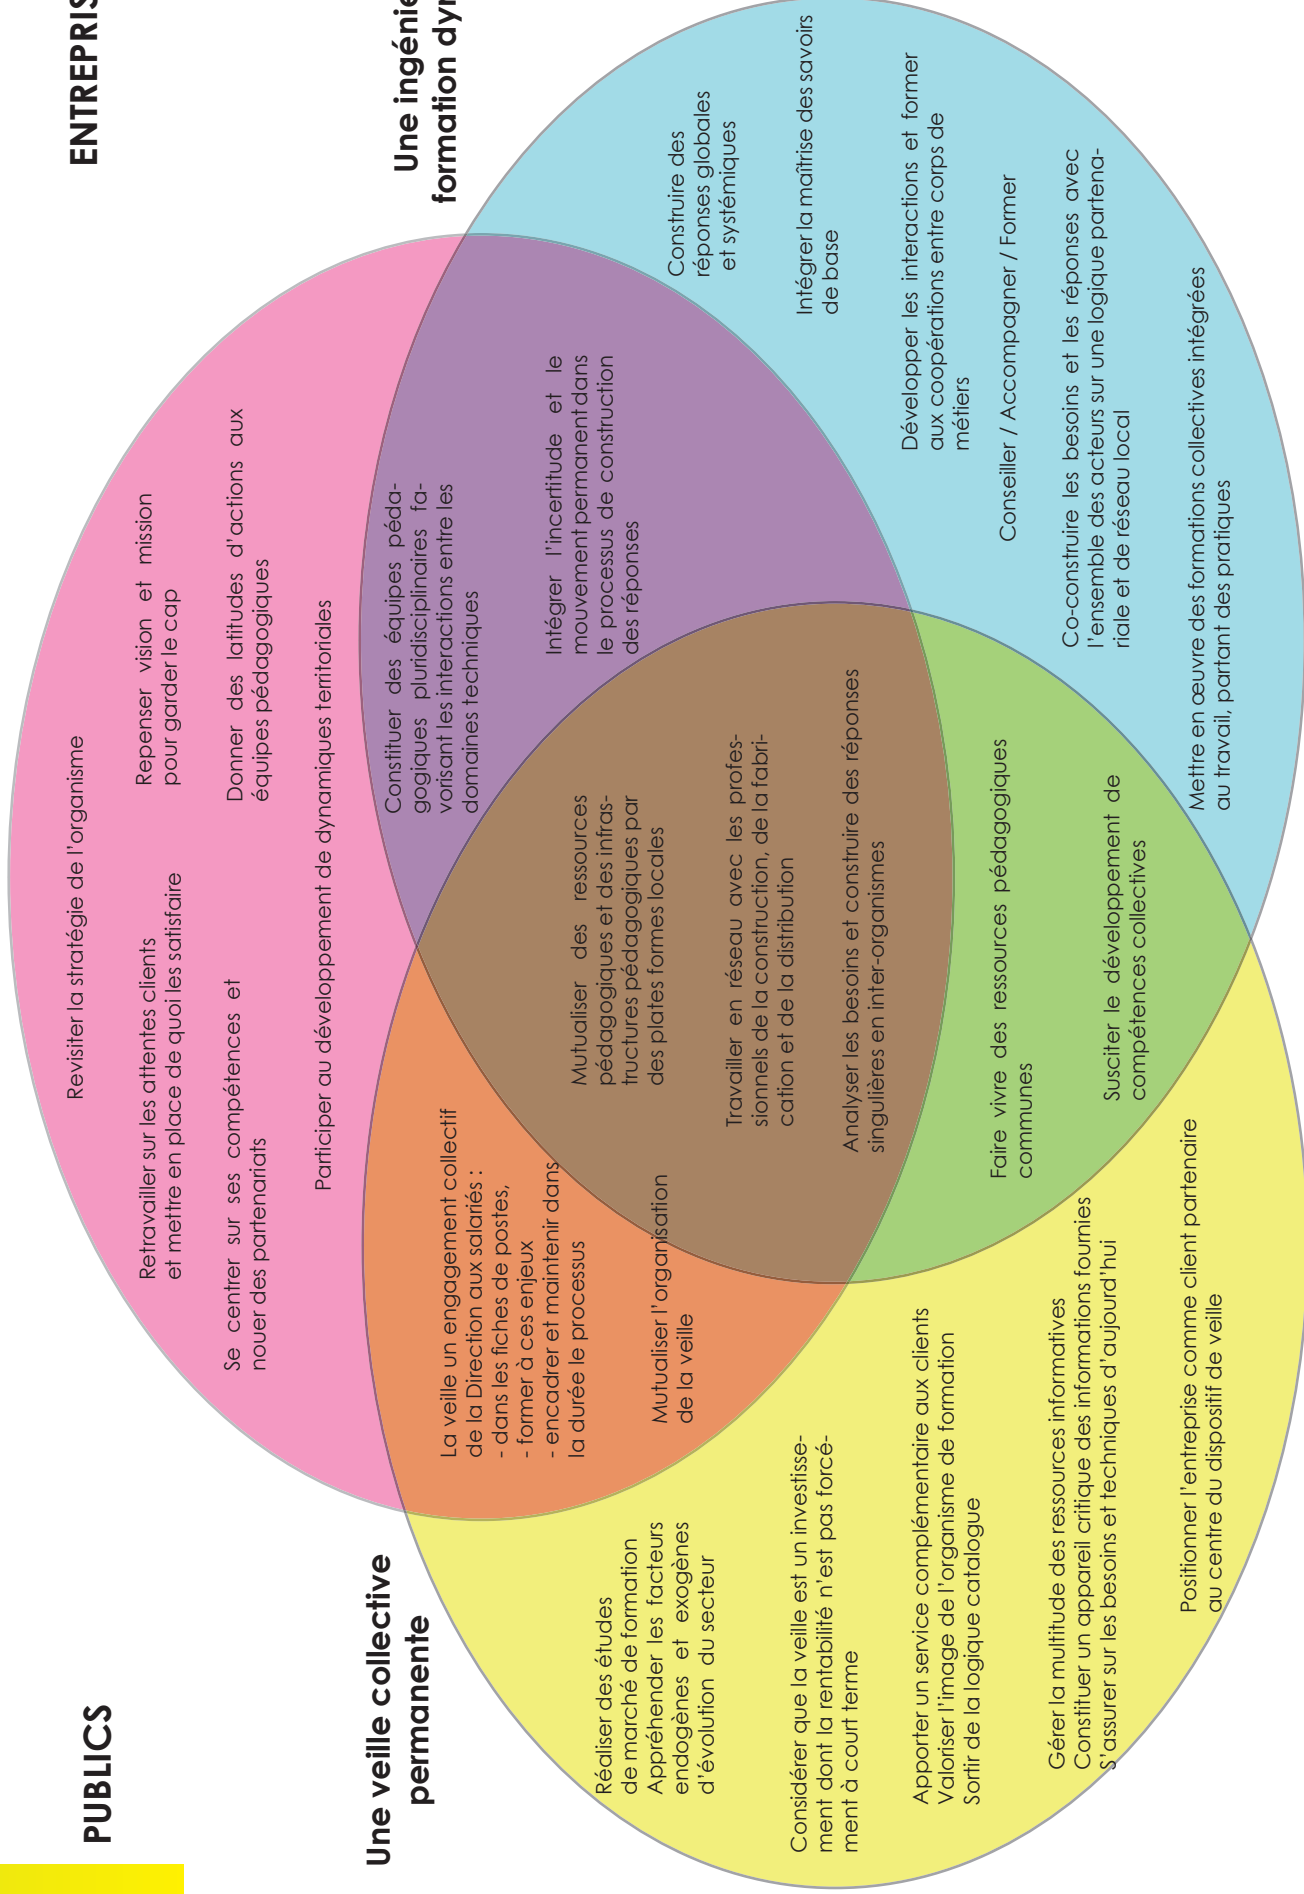 PUBLICS
ENTREPRIS
Une veille collective
permanente
Une ingénie
formation dyn
Revisiter la stratégie de l'organisme
Retravailler sur les attentes clients
et mettre en place de quoi les satisfaire
Repenser vision et mission
pour garder le cap
Se centrer sur ses compétences et
nouer des partenariats
Donner des latitudes d'actions aux
équipes pédagogiques
Participer au développement de dynamiques territoriales
La veille un engagement collectif
de la Direction aux salariés :
- dans les fiches de postes,
- former à ces enjeux
- encadrer et maintenir dans
la durée le processus
Mutualiser l'organisation
de la veille
Constituer des équipes péda-
gogiques pluridisciplinaires fa-
vorisant les interactions entre les
domaines techniques
Intégrer l'incertitude et le
mouvement permanent dans
le processus de construction
des réponses
Mutualiser des ressources
pédagogiques et des infras-
tructures pédagogiques par
des plates formes locales
Travailler en réseau avec les profes-
sionnels de la construction, de la fabri-
cation et de la distribution
Analyser les besoins et construire des réponses
singulières en inter-organismes
Faire vivre des ressources pédagogiques
communes
Susciter le développement de
compétences collectives
Réaliser des études
de marché de formation
Appréhender les facteurs
endogènes et exogènes
d'évolution du secteur
Considérer que la veille est un investisse-
ment dont la rentabilité n'est pas forcé-
ment à court terme
Apporter un service complémentaire aux clients
Valoriser l'image de l'organisme de formation
Sortir de la logique catalogue
Gérer la multitude des ressources informatives
Constituer un appareil critique des informations fournies
S'assurer sur les besoins et techniques d'aujourd'hui
Positionner l'entreprise comme client partenaire
au centre du dispositif de veille
Construire des
réponses globales
et systémiques
Intégrer la maîtrise des savoirs
de base
Développer les interactions et former
aux coopérations entre corps de
métiers
Conseiller / Accompagner / Former
Co-construire les besoins et les réponses avec
l'ensemble des acteurs sur une logique partena-
riale et de réseau local
Mettre en œuvre des formations collectives intégrées
au travail, partant des pratiques